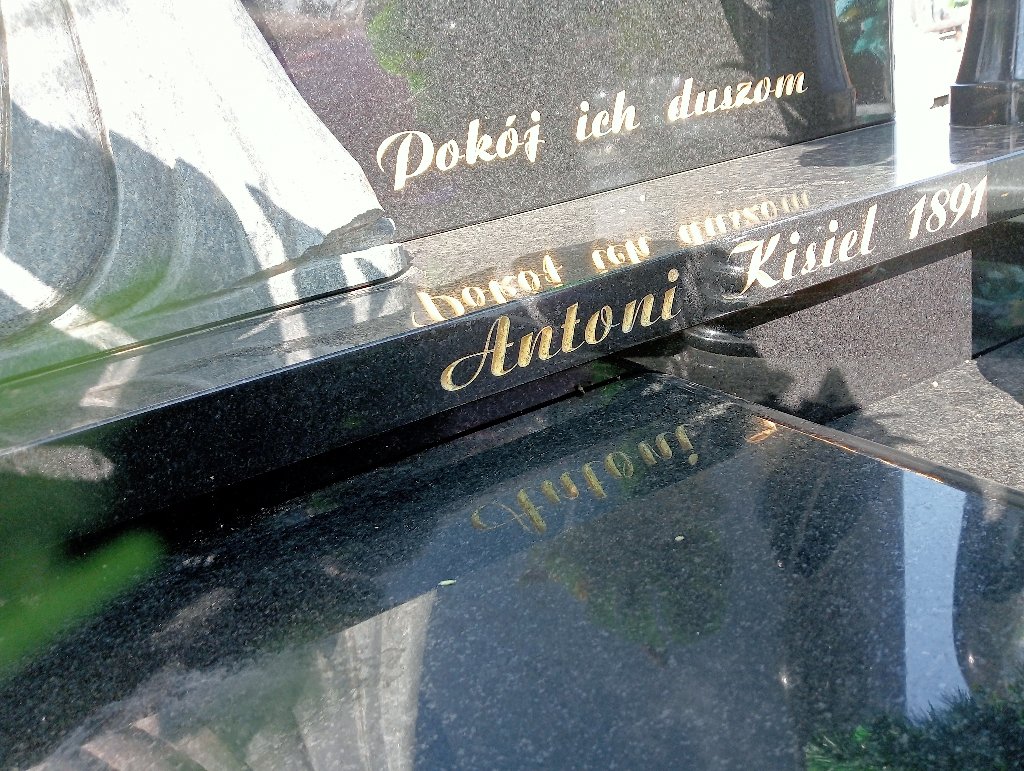 Pokój ich duszom
Antoni Kisiel 1891